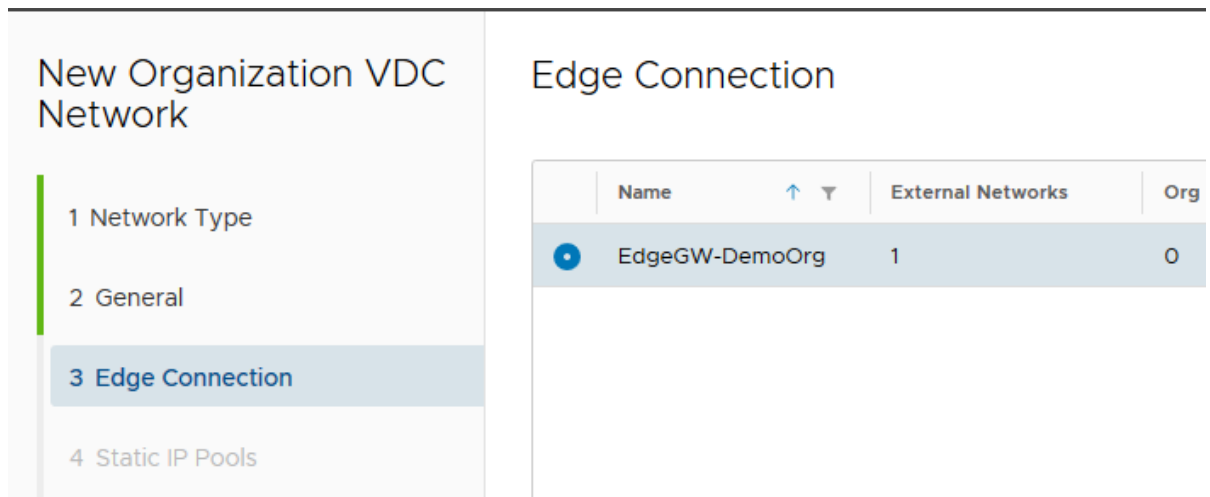 New Organization VDC
Network
1 Network Type
2 General
3 Edge Connection
4 Static IP Pools
Edge Connection
Name External Networks Org
EdgeGW-DemoOrg 1 0